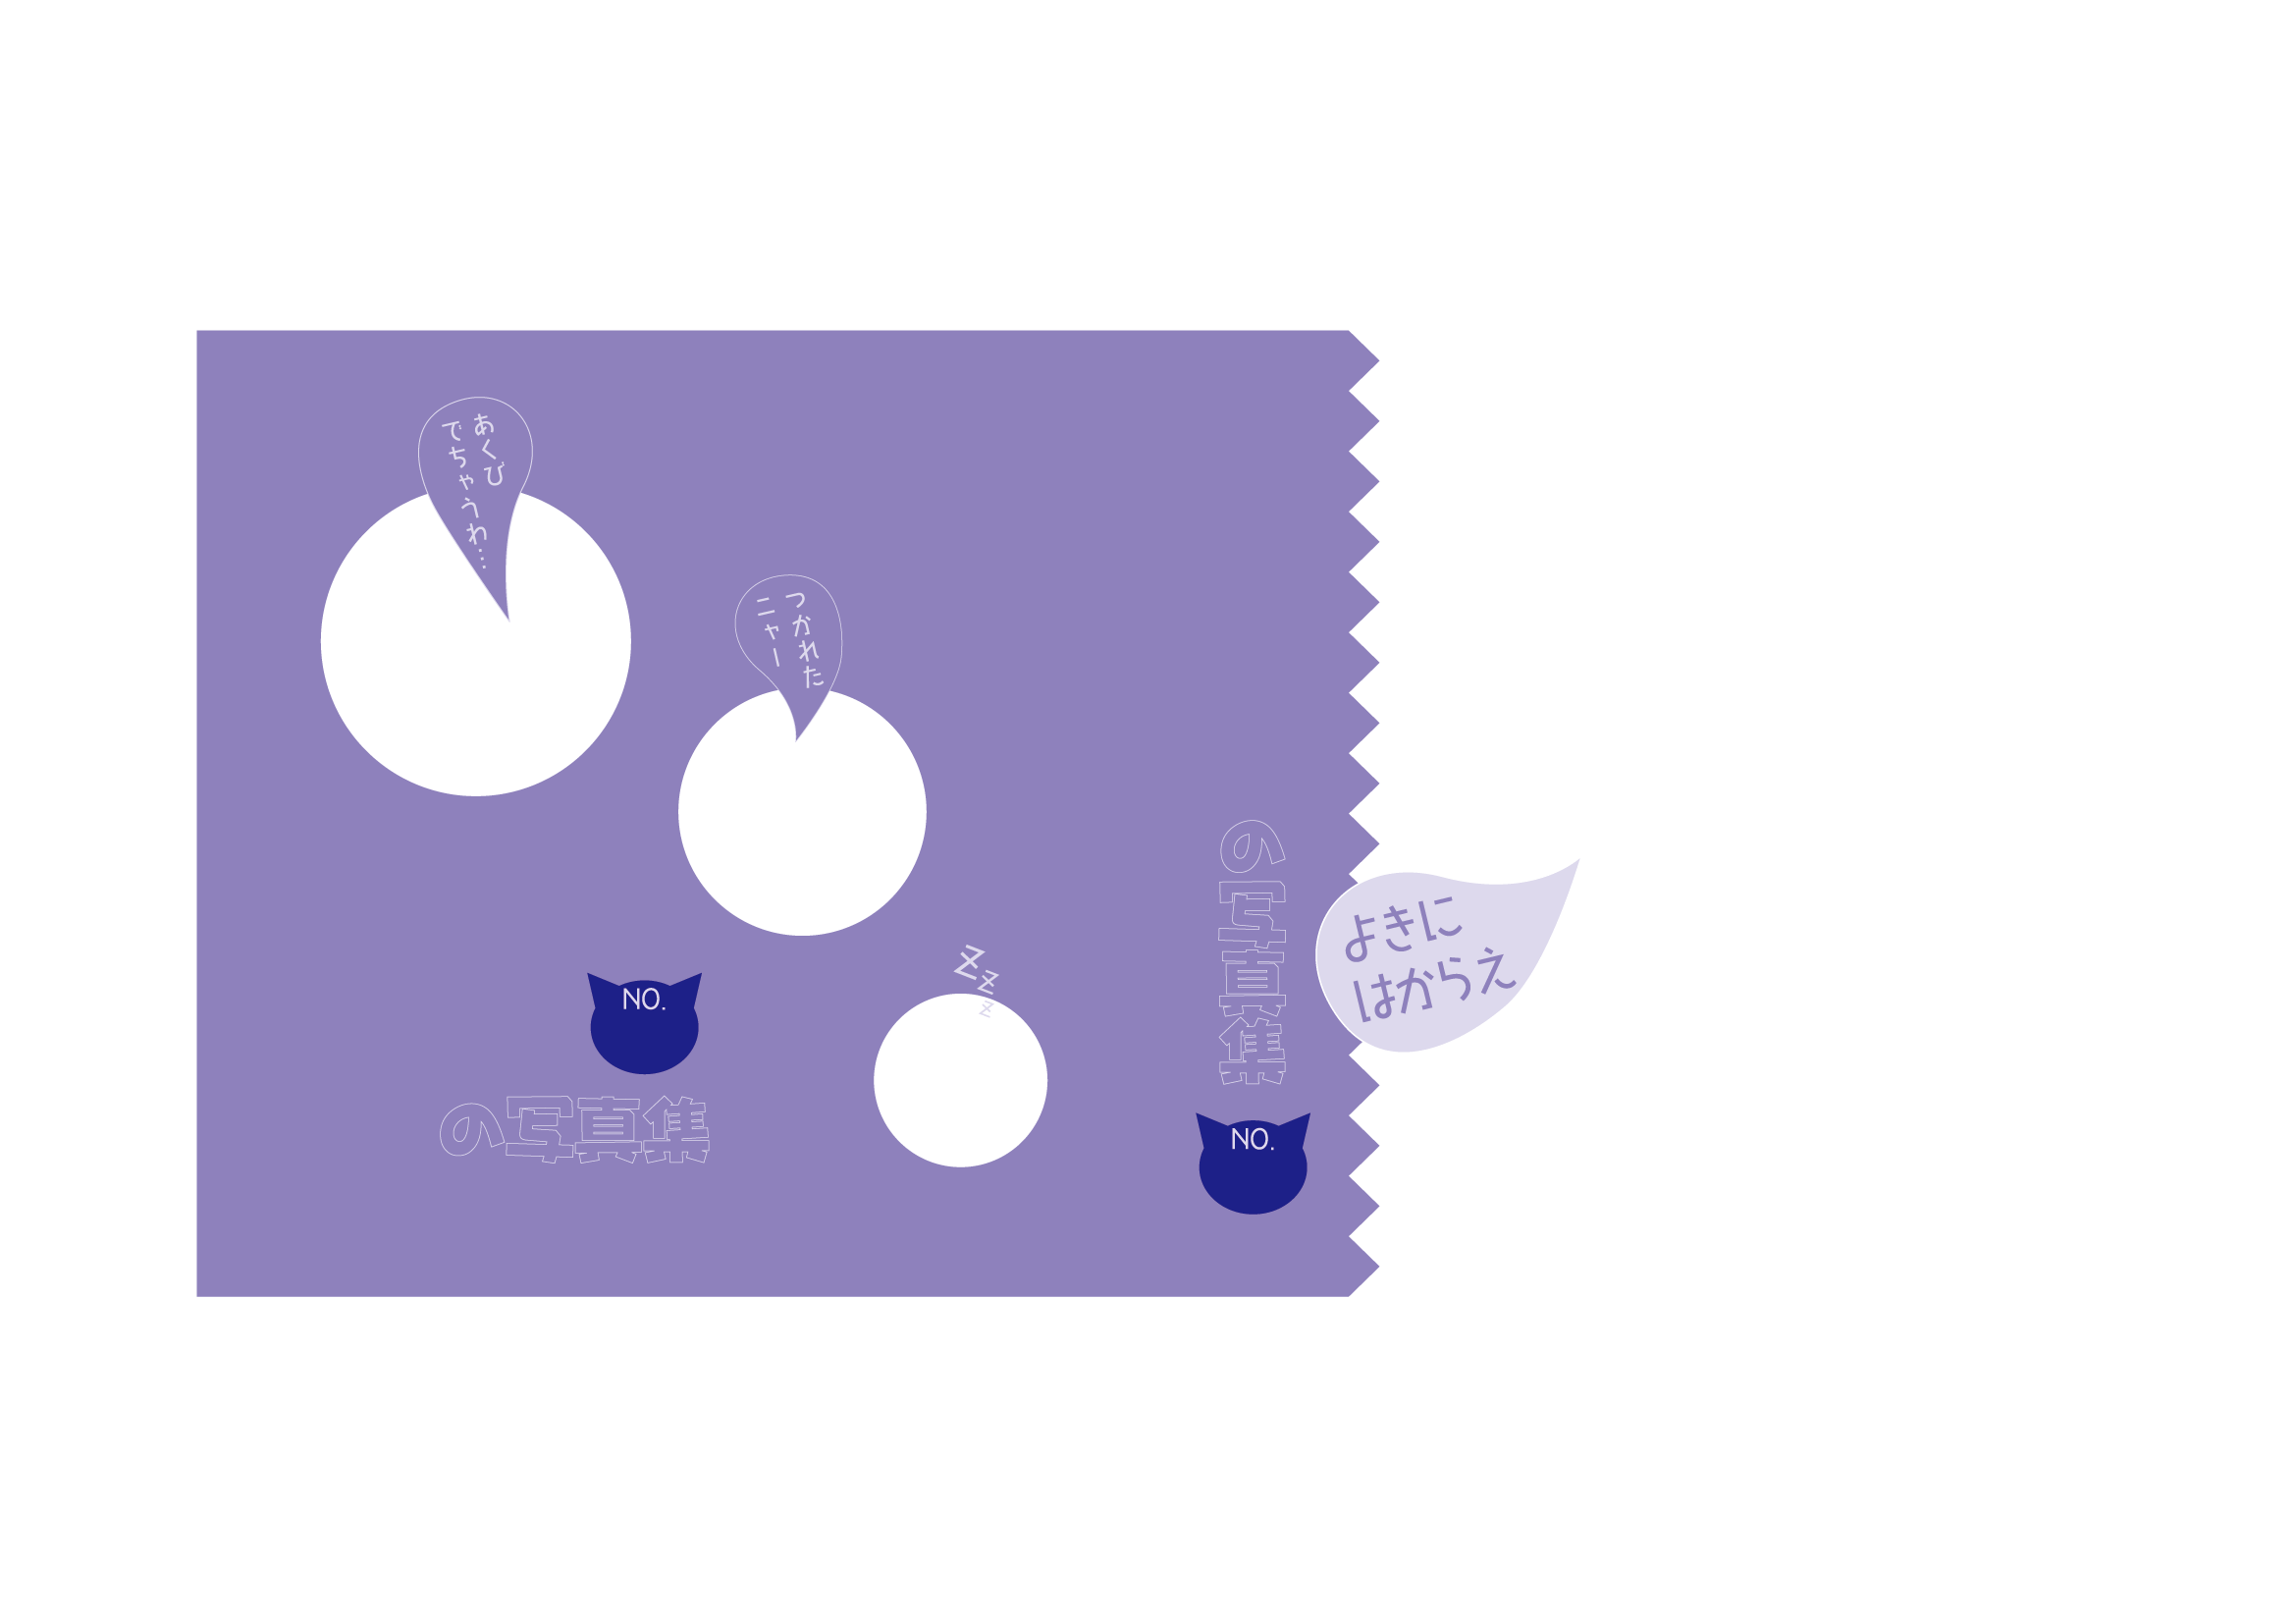 あくび
でちゃうわ...
つかれた
ニャー
zzz
NO.
の写真集
の写真集
NO.
よきに
はからえ